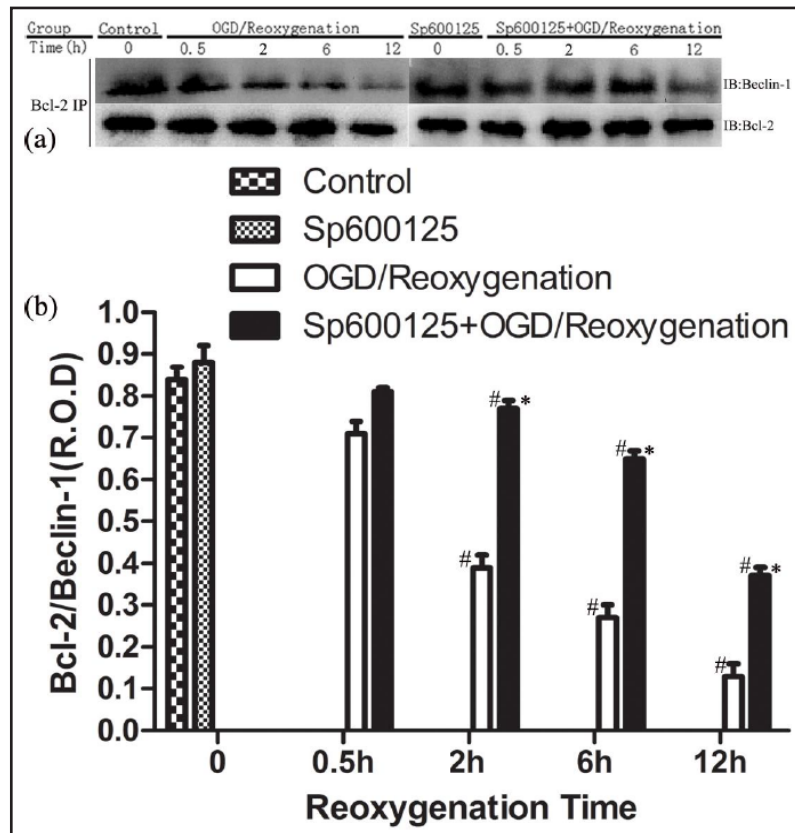 Group Control OGD/Reoxygenation Sp600125 Sp600125+OGD/Reoxygenation
Time(h) 0 0.5 2 6 12 0 0.5 2 6 12
Bcl-2 IP
IB:Beclin-1
IB:Bcl-2
(a)
Control
Sp600125
OGD/Reoxygenation
Sp600125+OGD/Reoxygenation
(b)
Bcl-2/Beclin-1(R.O.D)
1.0
0.9
0.8
0.7
0.6
0.5
0.4
0.3
0.2
0.1
0.0
# *
# *
#
# *
#
#
0 0.5h 2h 6h 12h
Reoxygenation Time